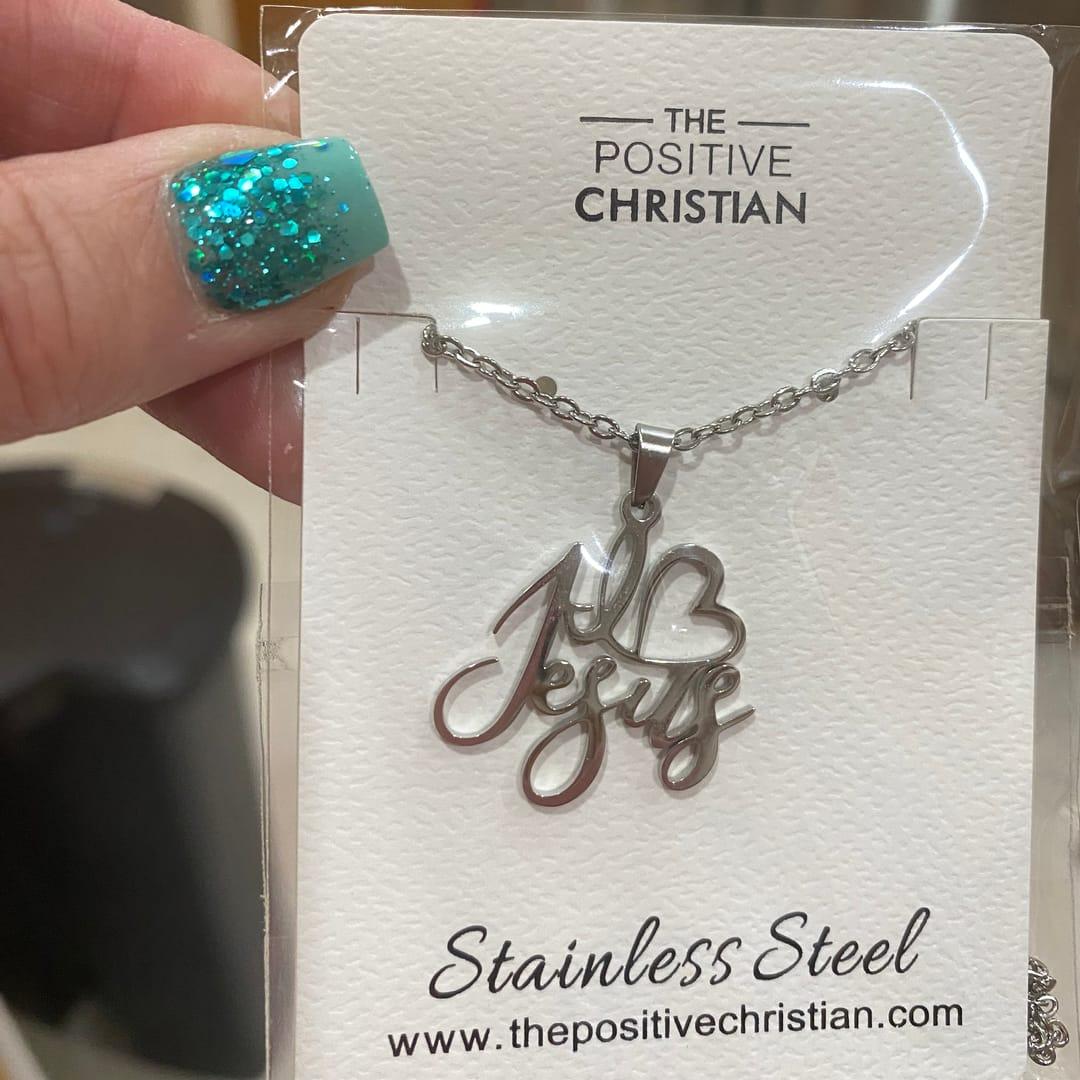 THE
POSITIVE
CHRISTIAN
I
Jesus
Stainless Steel
www.thepositivechristian.com